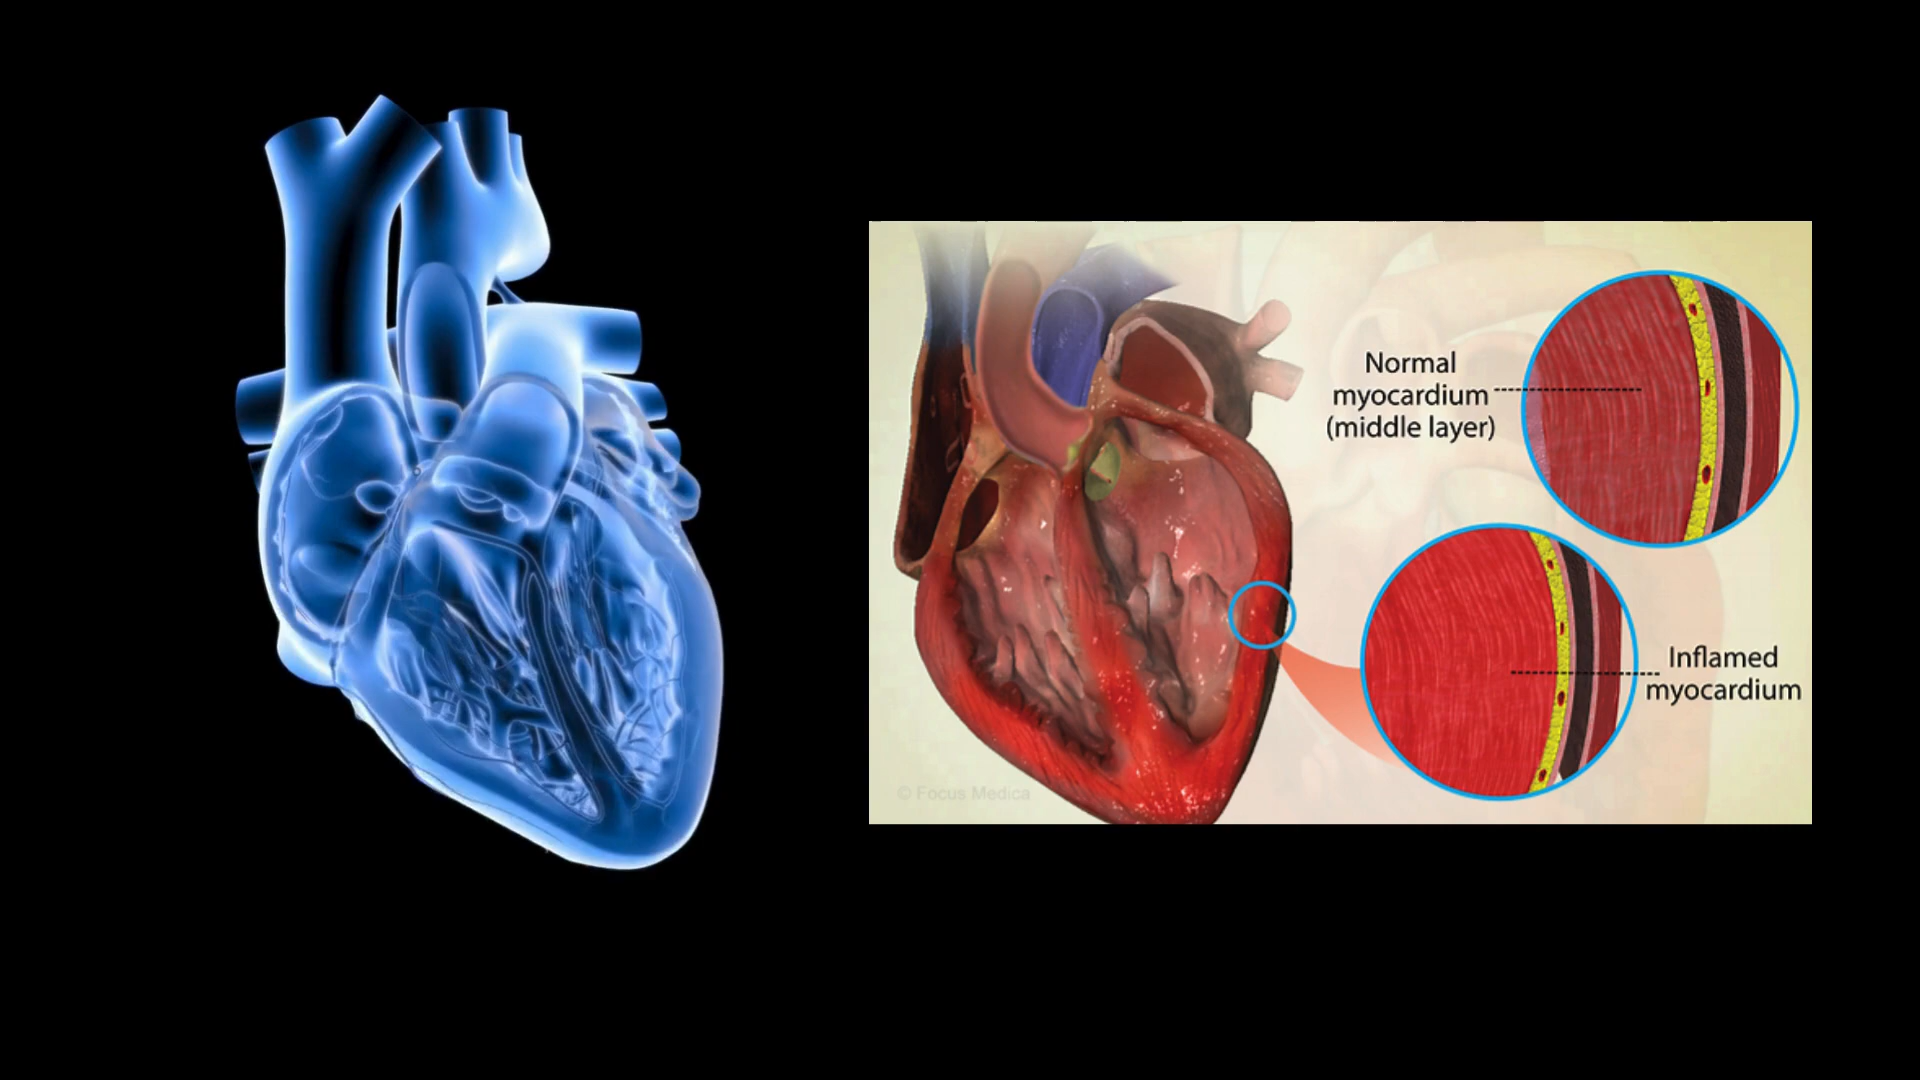 Normal
myocardium
(middle layer)
Inflamed
myocardium
© Focus Medica